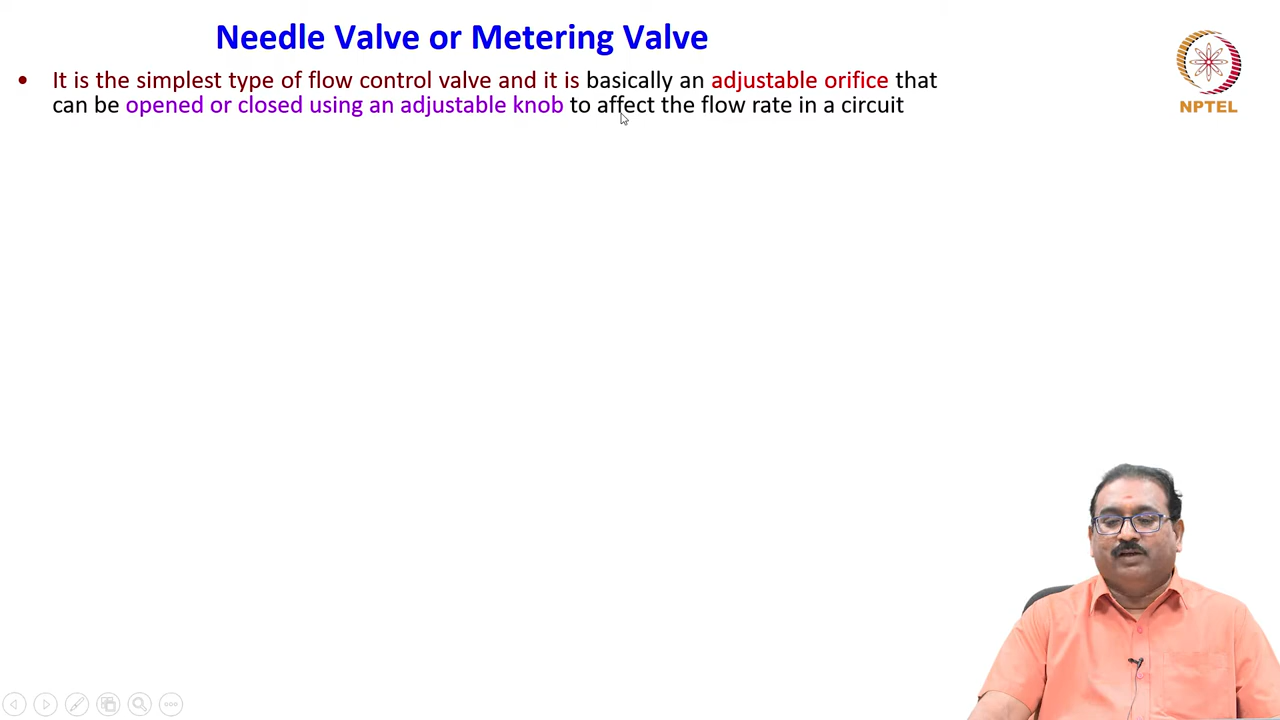 Needle Valve or Metering Valve
• It is the simplest type of flow control valve and it is basically an adjustable orifice that
can be opened or closed using an adjustable knob to affect the flow rate in a circuit
NPTEL